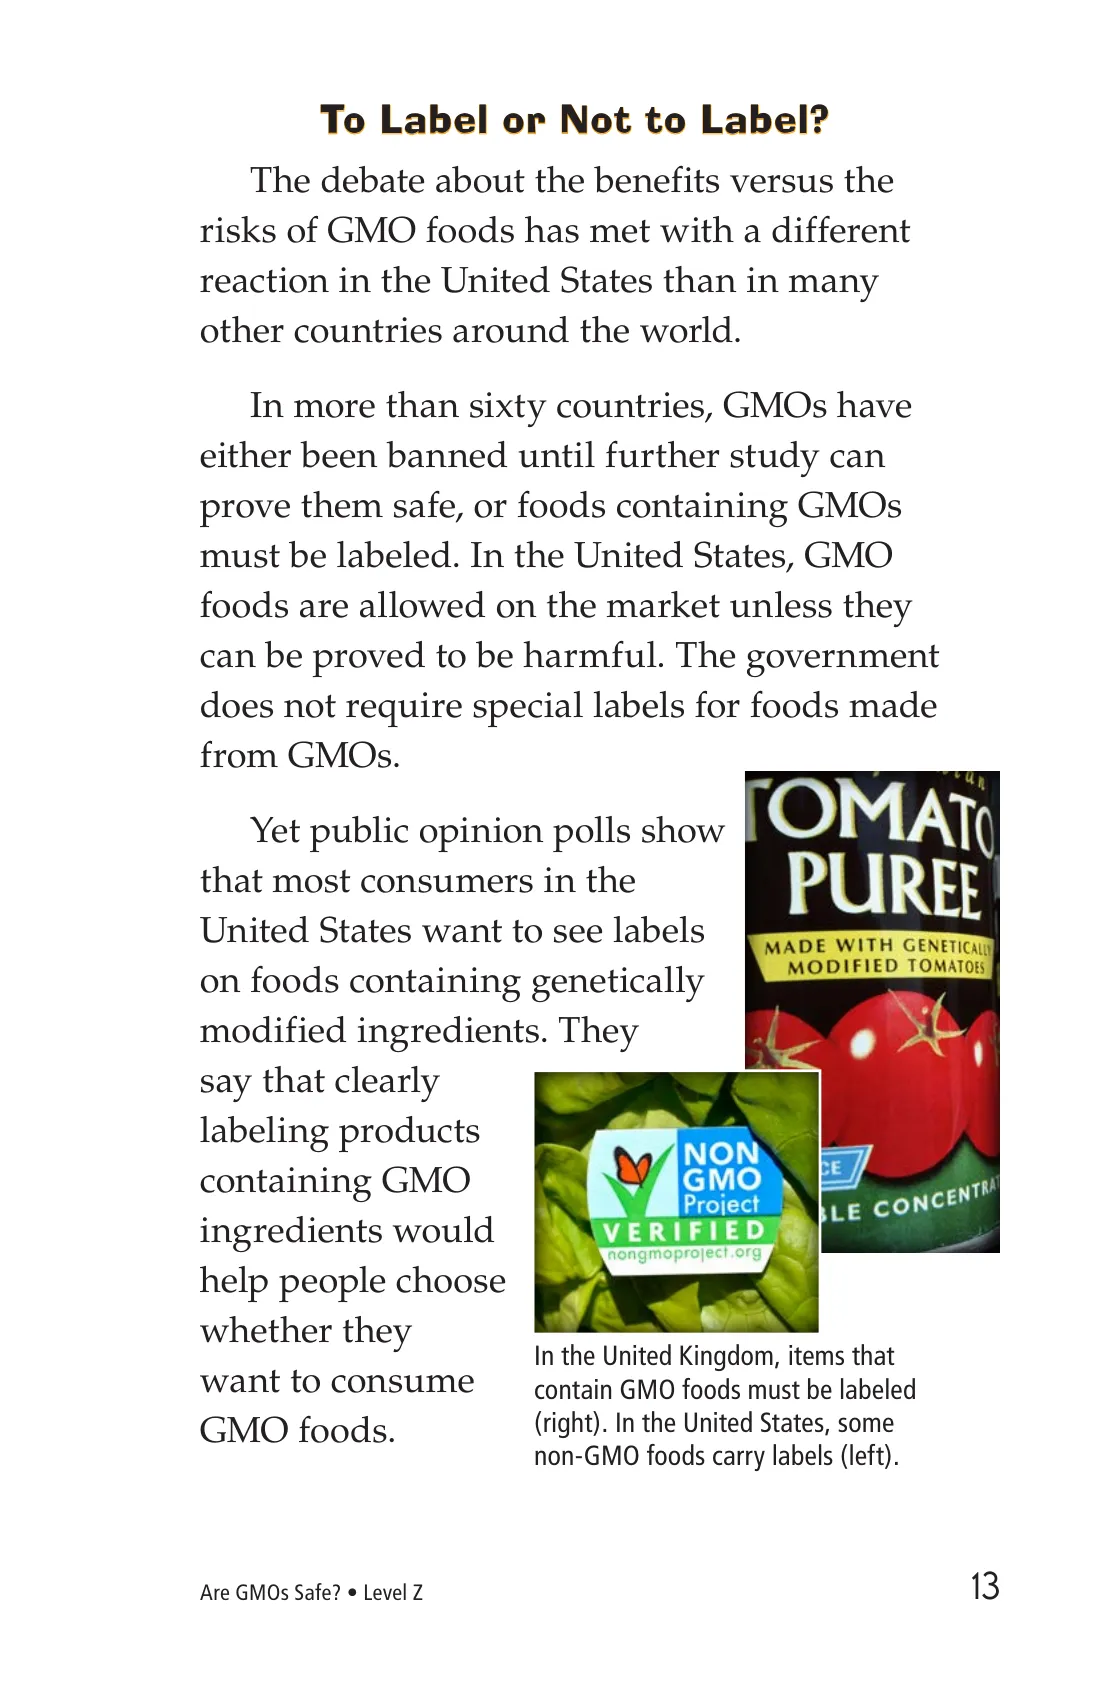 To Label or Not to Label?
The debate about the benefits versus the
risks of GMO foods has met with a different
reaction in the United States than in many
other countries around the world.
In more than sixty countries, GMOs have
either been banned until further study can
prove them safe, or foods containing GMOs
must be labeled. In the United States, GMO
foods are allowed on the market unless they
can be proved to be harmful. The government
does not require special labels for foods made
from GMOs.
Yet public opinion polls show
that most consumers in the
United States want to see labels
on foods containing genetically
modified ingredients. They
say that clearly
labeling products
containing GMO
ingredients would
help people choose
whether they
want to consume
GMO foods.
TOMATO
PUREE
MADE WITH GENETICALLY
MODIFIED TOMATOES
CONCENTRA
NON
GMO
Project
VERIFIED
nongmoproject.org
In the United Kingdom, items that
contain GMO foods must be labeled
(right). In the United States, some
non-GMO foods carry labels (left).
Are GMOs Safe? • Level Z
13